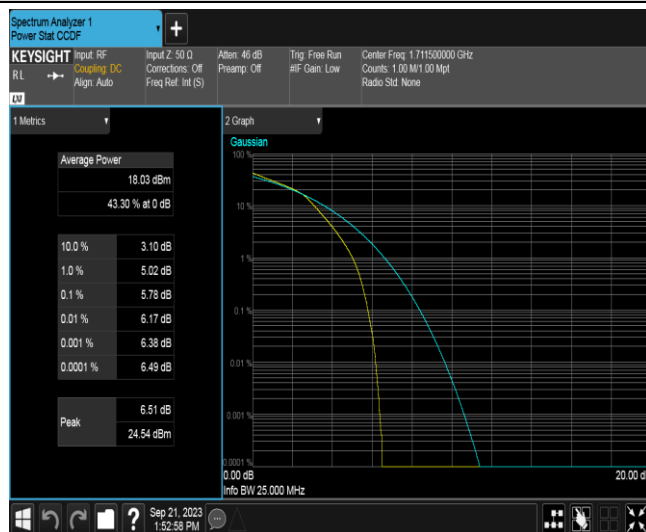 Spectrum Analyzer 1
Power Stat CCDF
+
KEYSIGHT
RL
LXI
Input: RF
Coupling: DC
Align: Auto
Input Z: 50 Ω
Corrections: Off
Freq Ref: Int (S)
Atten: 46 dB
Preamp: Off
Trig: Free Run
#IF Gain: Low
Center Freq: 1.711500000 GHz
Counts: 1.00 M/1.00 Mpt
Radio Std: None
1 Metrics
Average Power
18.03 dBm
43.30 % at 0 dB
10.0 % 3.10 dB
1.0 % 5.02 dB
0.1 % 5.78 dB
0.01 % 6.17 dB
0.001 % 6.38 dB
0.0001 % 6.49 dB
Peak
6.51 dB
24.54 dBm
2 Graph
Gaussian
100 %
10 %
1 %
0.1 %
0.01 %
0.001 %
0.0001 %
0.00 dB
20.00 d
Info BW 25.000 MHz
?
Sep 21, 2023
1:52:58 PM